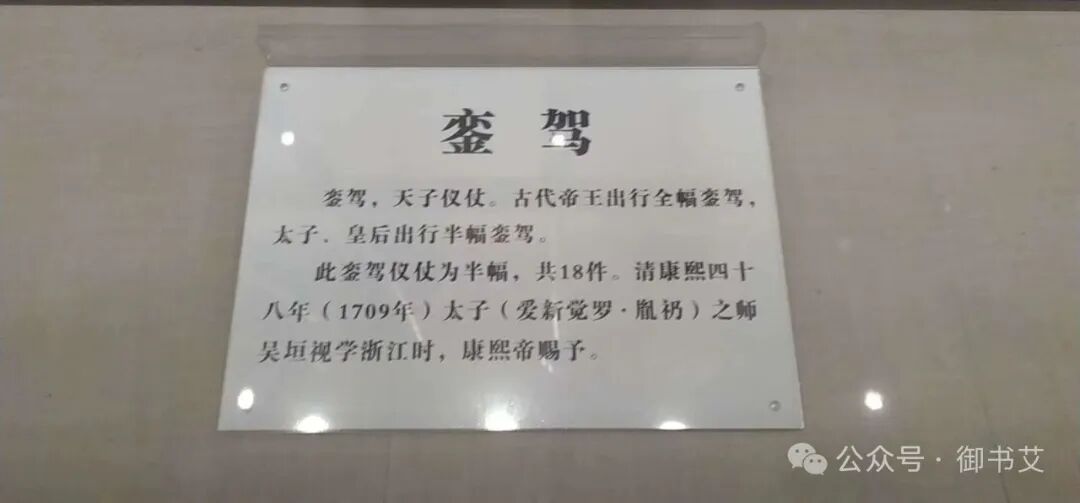 銮驾
銮驾，天子仪仗。古代帝王出行全幅銮驾，
太子、皇后出行半幅銮驾。
此銮驾仪仗为半幅，共18件。清康熙四十
八年（1709年）太子（爱新觉罗·胤礽）之师
吴垣视学浙江时，康熙帝赐予。
公众号·御书艾